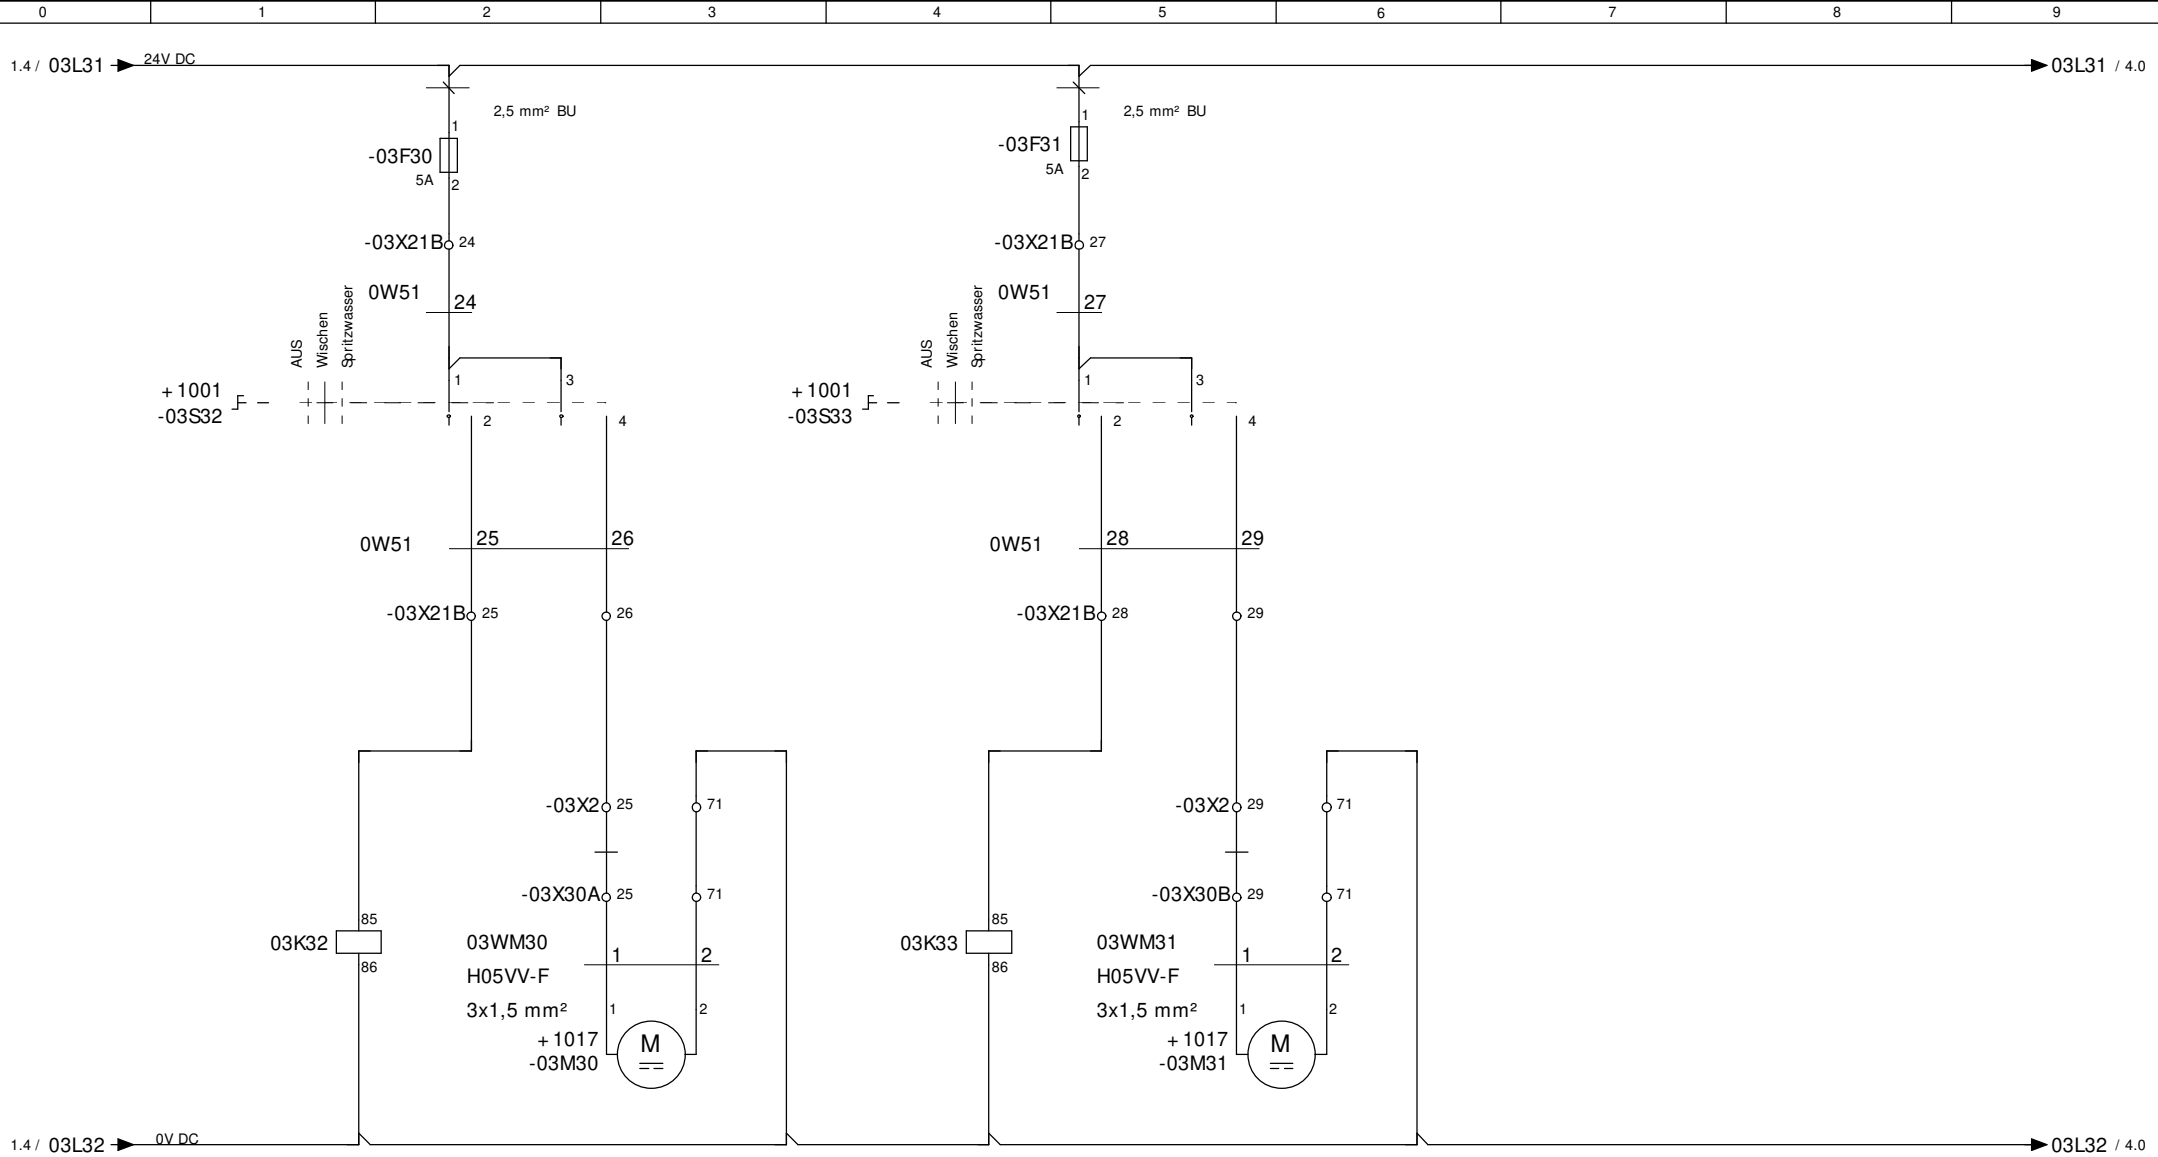 0 1 2 3 4 5 6 7 8 9
1.4 / 03L31 24V DC 03L31 / 4.0
2,5 mm² BU 2,5 mm² BU
1 1
-03F30 -03F31
5A 5A
2 2
-03X21B 24 -03X21B 27
0W51 24 0W51 27
AUS Wischen Spritzwasser AUS Wischen Spritzwasser
1 3 1 3
+1001 +1001
-03S32 -03S33
2 4 2 4
0W51 25 26 0W51 28 29
-03X21B 25 26 -03X21B 28 29
-03X2 25 71 -03X2 29 71
-03X30A 25 71 -03X30B 29 71
85 85
03K32 03WM30 03K33 03WM31
1 2 1 2
86 86
H05VV-F H05VV-F
3x1,5 mm² 1 2 3x1,5 mm² 1 2
+1017 M +1017 M
-03M30 -03M31
1.4 / 03L32 0V DC 03L32 / 4.0